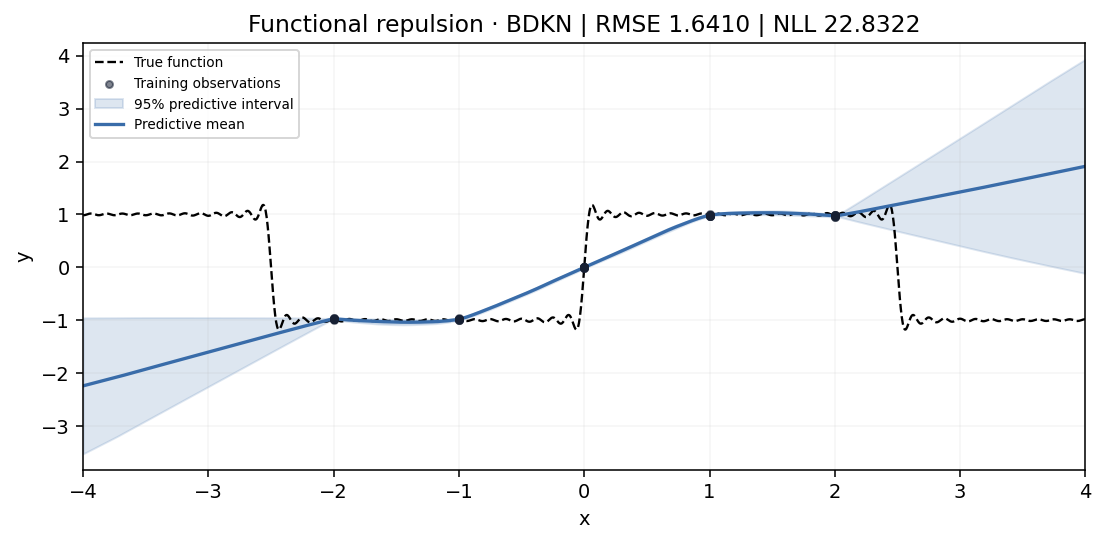 Functional repulsion · BDKN | RMSE 1.6410 | NLL 22.8322
True function
Training observations
95% predictive interval
Predictive mean
4
3
2
1
0
−1
−2
−3
y
−4 −3 −2 −1 0 1 2 3 4
x